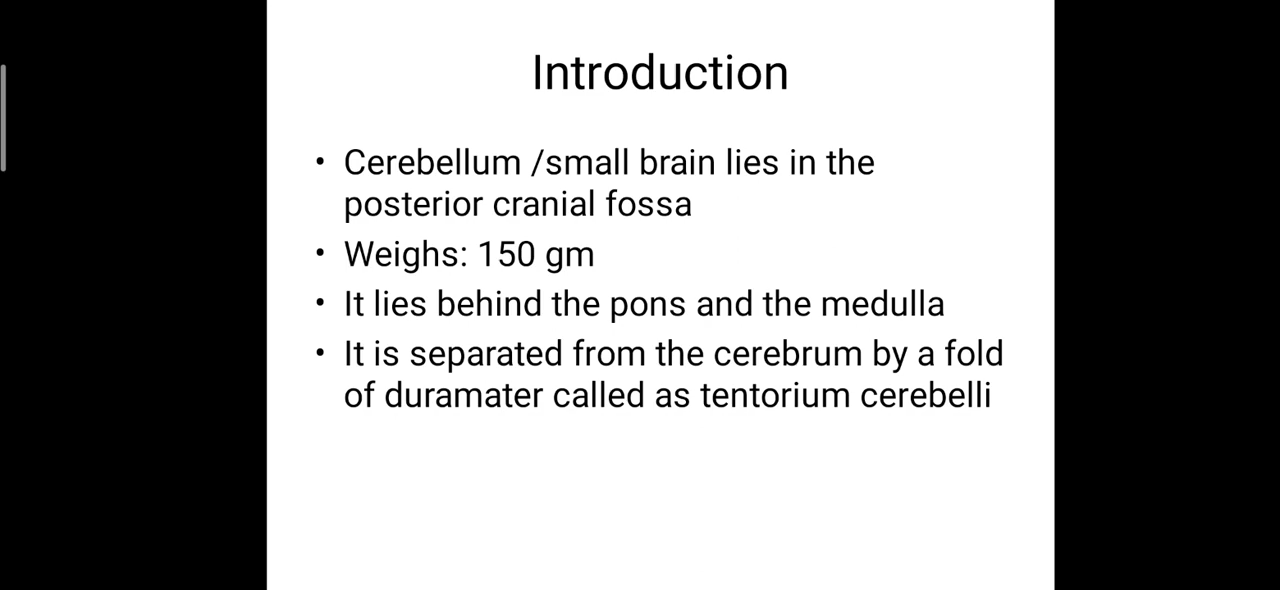 Introduction
• Cerebellum /small brain lies in the
posterior cranial fossa
• Weighs: 150 gm
• It lies behind the pons and the medulla
• It is separated from the cerebrum by a fold
of duramater called as tentorium cerebelli